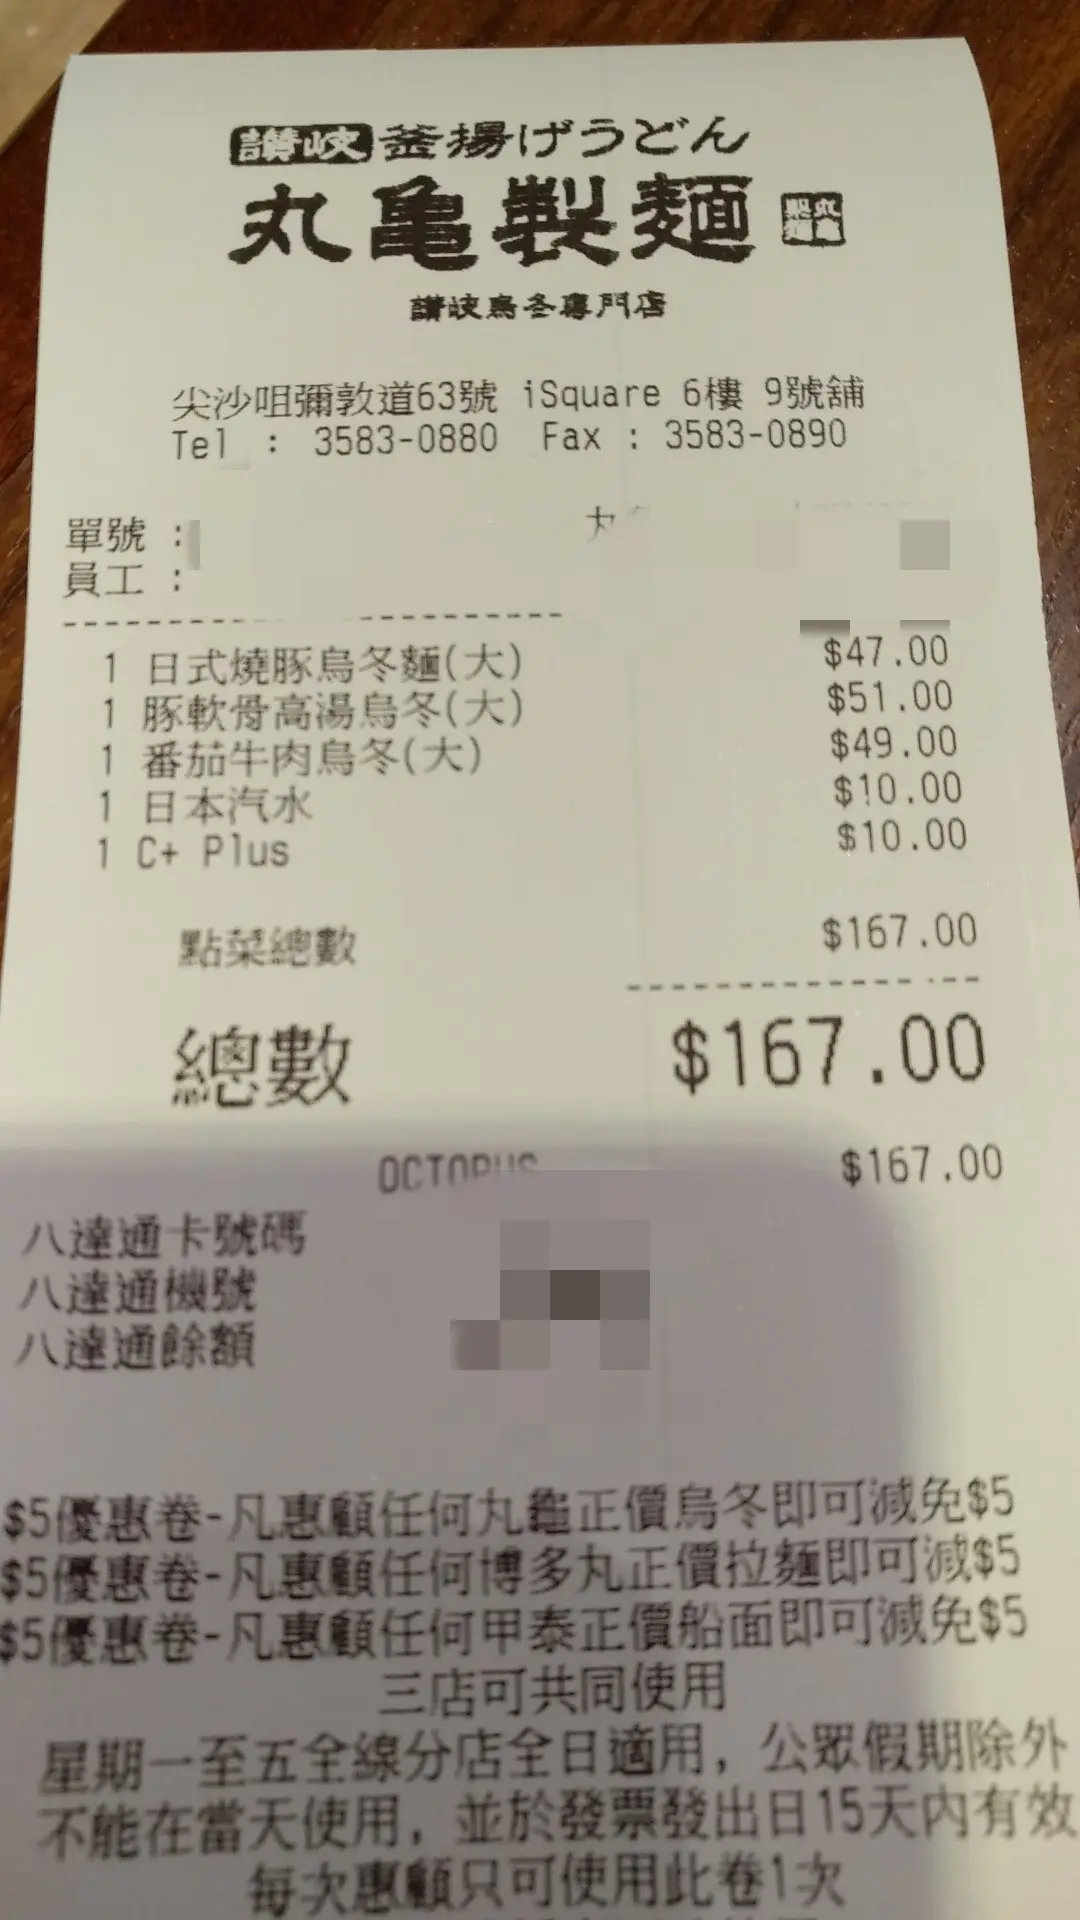 讃岐釜揚げうどん
丸亀製麺
讃岐烏冬專門店
尖沙咀彌敦道63號 iSquare 6樓 9號舖
Tel : 3583-0880 Fax : 3583-0890
單號 :
員工 :
1 日式燒豚烏冬麵(大) $47.00
1 豚軟骨高湯烏冬(大) $51.00
1 番茄牛肉烏冬(大) $49.00
1 日本汽水 $10.00
1 C+ Plus $10.00
點菜總數 $167.00
總數 $167.00
OCTOPUS $167.00
八達通卡號碼
八達通機號
八達通餘額
$5優惠卷-凡惠顧任何丸龜正價烏冬即可減免$5
$5優惠卷-凡惠顧任何博多丸正價拉麵即可減$5
$5優惠卷-凡惠顧任何甲泰正價船面即可減免$5
三店可共同使用
星期一至五全線分店全日適用，公眾假期除外
不能在當天使用，並於發票發出日15天內有效
每次惠顧只可使用此卷1次